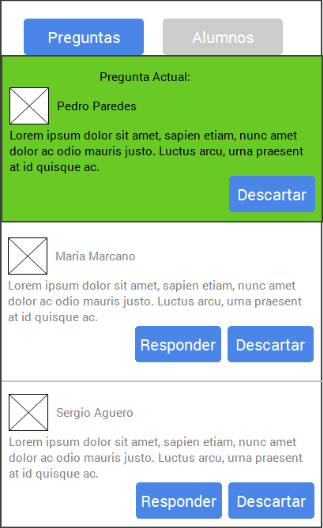 Preguntas Alumnos
Pregunta Actual:
Pedro Paredes
Lorem ipsum dolor sit amet, sapien etiam, nunc amet
dolor ac odio mauris justo. Luctus arcu, urna praesent
at id quisque ac.
Descartar
Maria Marcano
Lorem ipsum dolor sit amet, sapien etiam, nunc amet
dolor ac odio mauris justo. Luctus arcu, urna praesent
at id quisque ac.
Responder Descartar
Sergio Aguero
Lorem ipsum dolor sit amet, sapien etiam, nunc amet
dolor ac odio mauris justo. Luctus arcu, urna praesent
at id quisque ac.
Responder Descartar